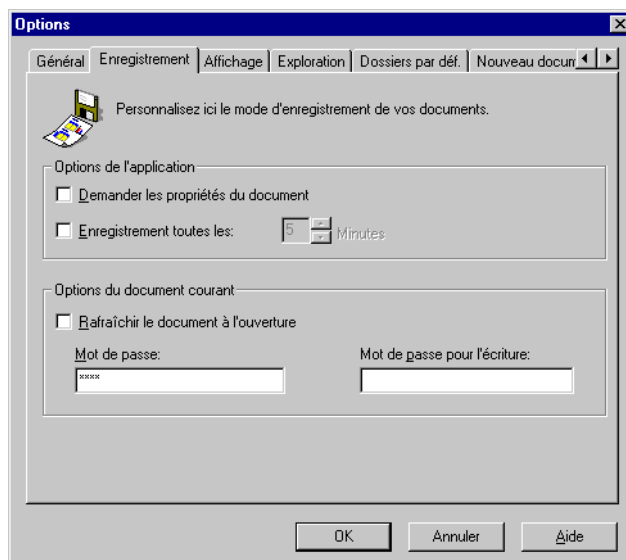 Options
Général Enregistrement Affichage Exploration Dossiers par déf. Nouveau docum
Personnalisez ici le mode d'enregistrement de vos documents.
Options de l'application
Demander les propriétés du document
Enregistrement toutes les: 5 Minutes
Options du document courant
Rafraîchir le document à l'ouverture
Mot de passe: Mot de passe pour l'écriture:
****
OK Annuler Aide